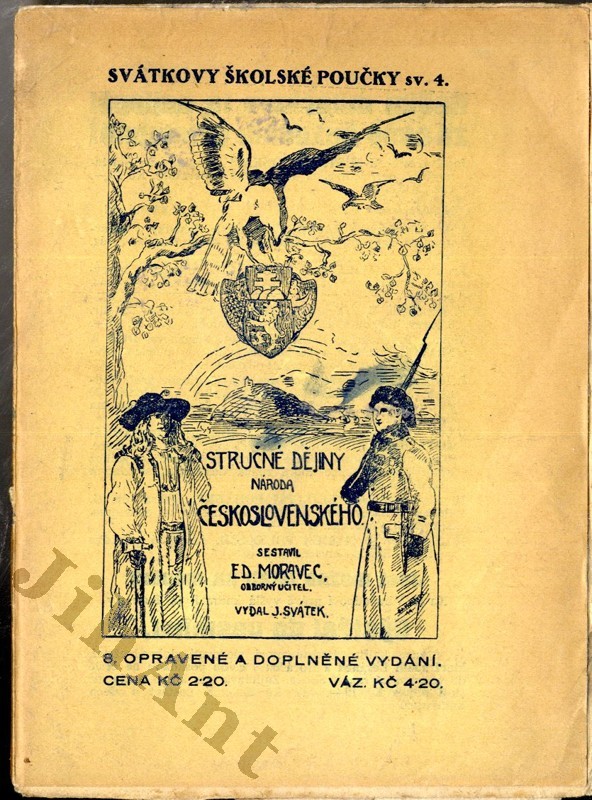 SVÁTKOVY ŠKOLSKÉ POUČKY sv. 4.
STRUČNÉ DĚJINY
NÁRODA
ČESKOSLOVENSKÉHO.
SESTAVIL
ED. MORAVEC,
ODBORNÝ UČITEL.
VYDAL J. SVÁTEK.
8. OPRAVENÉ A DOPLNĚNÉ VYDÁNÍ.
CENA KČ 2·20. VÁZ. KČ 4·20.
JihAnt